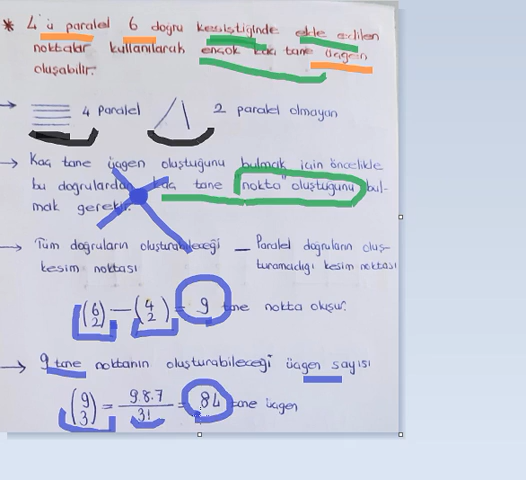 * 4'ü paralel 6 doğru kesiştiğinde elde edilen
noktalar kullanılarak ençok kaç tane üçgen
oluşabilir.
→ 4 paralel 2 paralel olmayan
→ Kaç tane üçgen oluştuğunu bulmak için öncelikle
bu doğrulardan kaç tane nokta oluştuğunu bul-
mak gerekir.
→ Tüm doğruların oluşturabileceği — Paralel doğruların oluş-
kesim noktası turamadığı kesim noktası
(6 2) — (4 2) = 9 tane nokta oluşur.
→ 9 tane noktanın oluşturabileceği üçgen sayısı
(9 3) = 9.8.7 / 3! = 84 tane üçgen